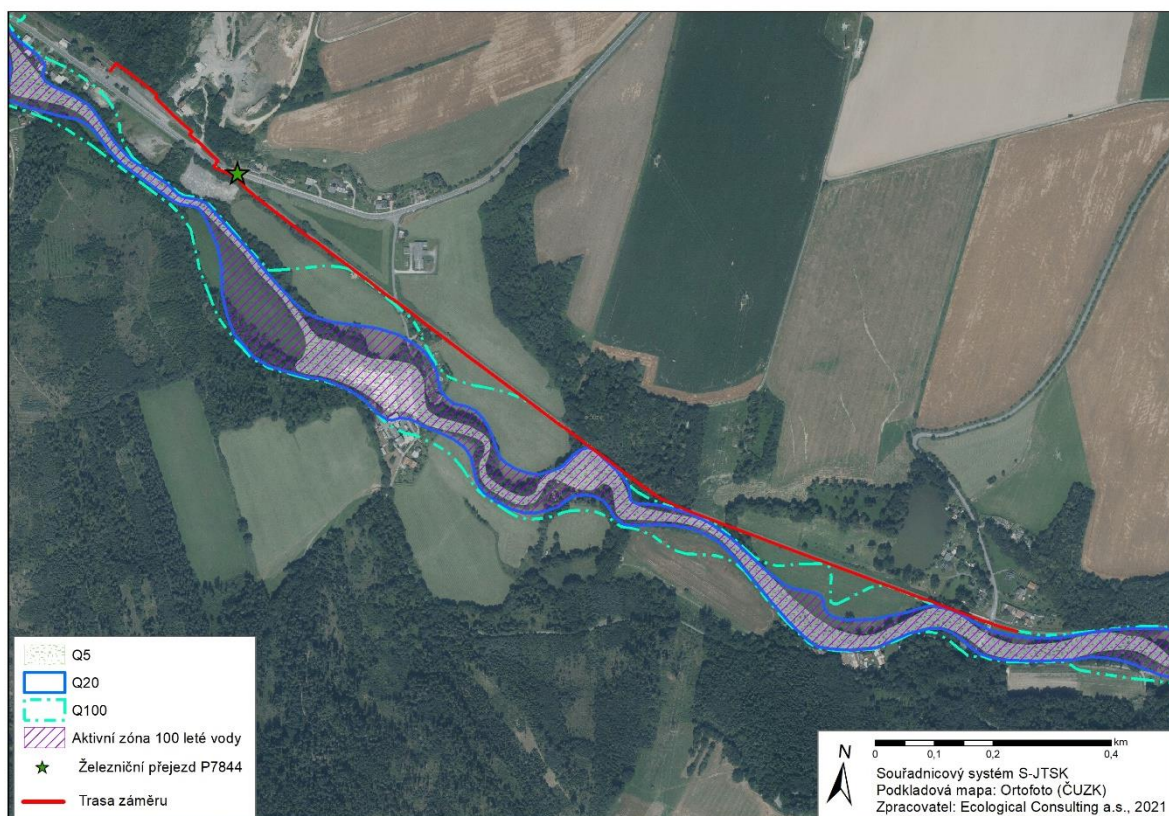 Q5
Q20
Q100
Aktivní zóna 100 leté vody
Železniční přejezd P7844
Trasa záměru
N
0 0,1 0,2 0,4
km
Souřadnicový systém S-JTSK
Podkladová mapa: Ortofoto (ČUZK)
Zpracovatel: Ecological Consulting a.s., 2021